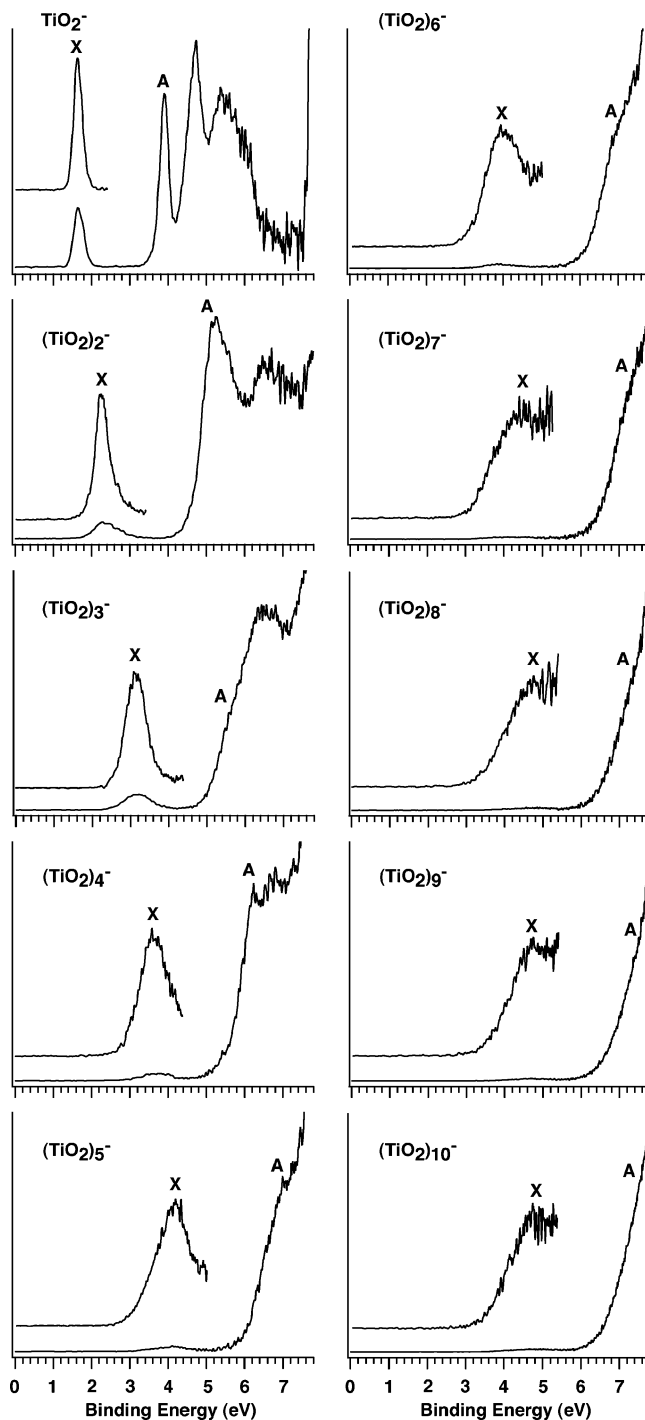 TiO2-
X
A
(TiO2)2-
X
A
(TiO2)3-
X
A
(TiO2)4-
X
A
(TiO2)5-
X
A
0 1 2 3 4 5 6 7
Binding Energy (eV)
(TiO2)6-
X
A
(TiO2)7-
X
A
(TiO2)8-
X
A
(TiO2)9-
X
A
(TiO2)10-
X
A
0 1 2 3 4 5 6 7
Binding Energy (eV)